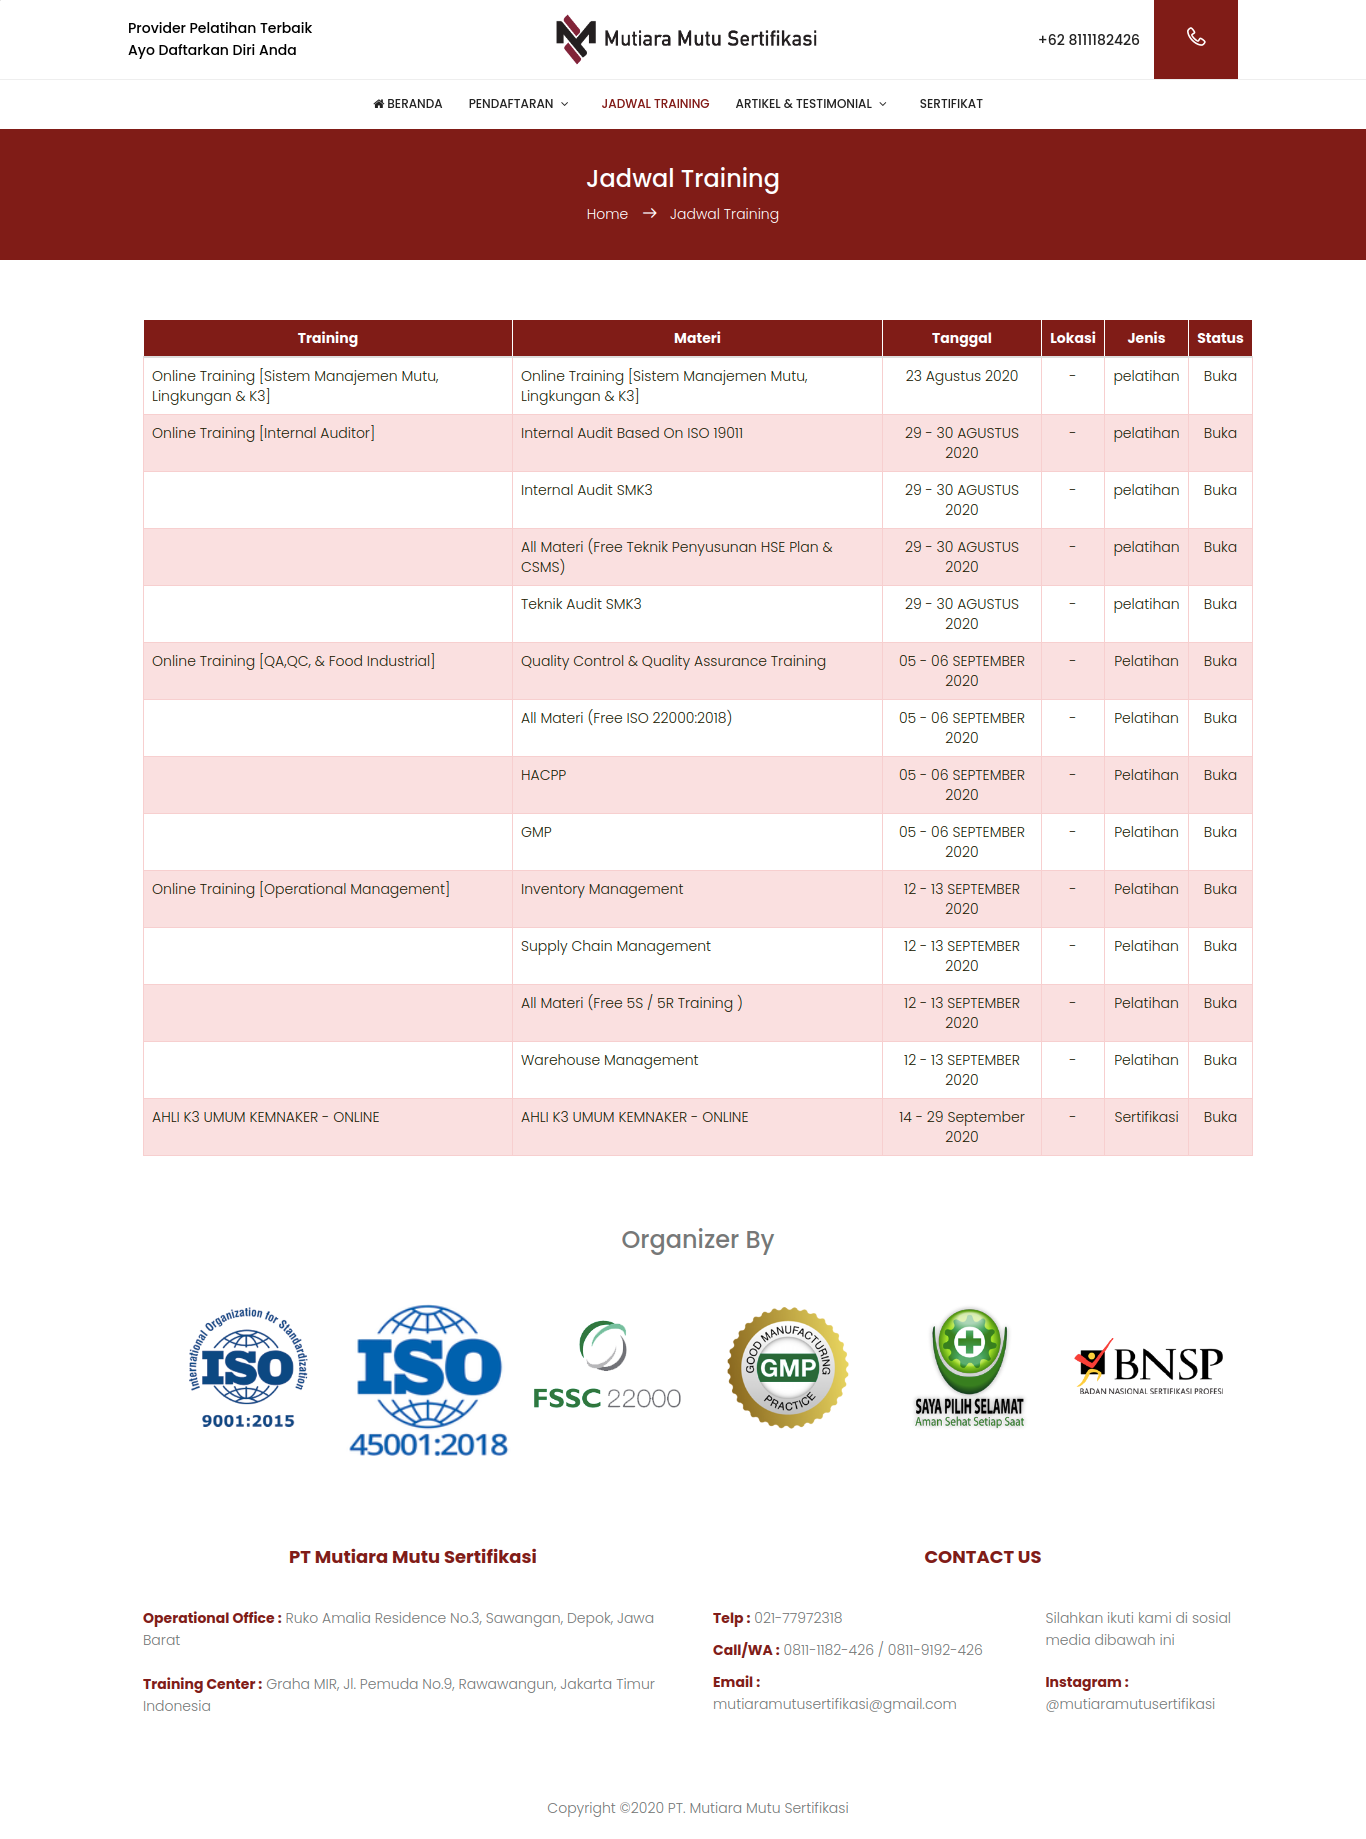 Provider Pelatihan Terbaik
Ayo Daftarkan Diri Anda
Mutiara Mutu Sertifikasi
+62 8111182426
BERANDA PENDAFTARAN JADWAL TRAINING ARTIKEL & TESTIMONIAL SERTIFIKAT
Jadwal Training
Home → Jadwal Training
Training Materi Tanggal Lokasi Jenis Status
Online Training [Sistem Manajemen Mutu, Online Training [Sistem Manajemen Mutu, 23 Agustus 2020 - pelatihan Buka
Lingkungan & K3] Lingkungan & K3]
Online Training [Internal Auditor] Internal Audit Based On ISO 19011 29 - 30 AGUSTUS - pelatihan Buka
2020
Internal Audit SMK3 29 - 30 AGUSTUS - pelatihan Buka
2020
All Materi (Free Teknik Penyusunan HSE Plan & 29 - 30 AGUSTUS - pelatihan Buka
CSMS) 2020
Teknik Audit SMK3 29 - 30 AGUSTUS - pelatihan Buka
2020
Online Training [QA,QC, & Food Industrial] Quality Control & Quality Assurance Training 05 - 06 SEPTEMBER - Pelatihan Buka
2020
All Materi (Free ISO 22000:2018) 05 - 06 SEPTEMBER - Pelatihan Buka
2020
HACPP 05 - 06 SEPTEMBER - Pelatihan Buka
2020
GMP 05 - 06 SEPTEMBER - Pelatihan Buka
2020
Online Training [Operational Management] Inventory Management 12 - 13 SEPTEMBER - Pelatihan Buka
2020
Supply Chain Management 12 - 13 SEPTEMBER - Pelatihan Buka
2020
All Materi (Free 5S / 5R Training ) 12 - 13 SEPTEMBER - Pelatihan Buka
2020
Warehouse Management 12 - 13 SEPTEMBER - Pelatihan Buka
2020
AHLI K3 UMUM KEMNAKER - ONLINE AHLI K3 UMUM KEMNAKER - ONLINE 14 - 29 September - Sertifikasi Buka
2020
Organizer By
International Organization for Standardization
ISO
9001:2015
ISO
45001:2018
FSSC 22000
GOOD MANUFACTURING
GMP
PRACTICE
SAYA PILIH SELAMAT
Aman Sehat Setiap Saat
BNSP
BADAN NASIONAL SERTIFIKASI PROFESI
PT Mutiara Mutu Sertifikasi
Operational Office : Ruko Amalia Residence No.3, Sawangan, Depok, Jawa
Barat
Training Center : Graha MIR, Jl. Pemuda No.9, Rawawangun, Jakarta Timur
Indonesia
CONTACT US
Telp : 021-77972318
Call/WA : 0811-1182-426 / 0811-9192-426
Email :
mutiaramutusertifikasi@gmail.com
Silahkan ikuti kami di sosial
media dibawah ini
Instagram :
@mutiaramutusertifikasi
Copyright ©2020 PT. Mutiara Mutu Sertifikasi